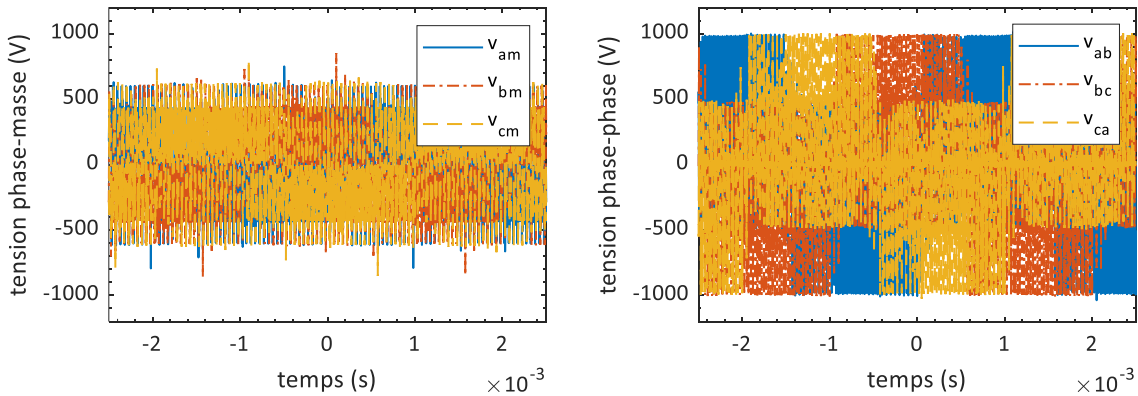 tension phase-masse (V)
1000
500
0
-500
-1000
v_am
v_bm
v_cm
-2 -1 0 1 2
temps (s)
×10^-3
tension phase-phase (V)
1000
500
0
-500
-1000
v_ab
v_bc
v_ca
-2 -1 0 1 2
temps (s)
×10^-3